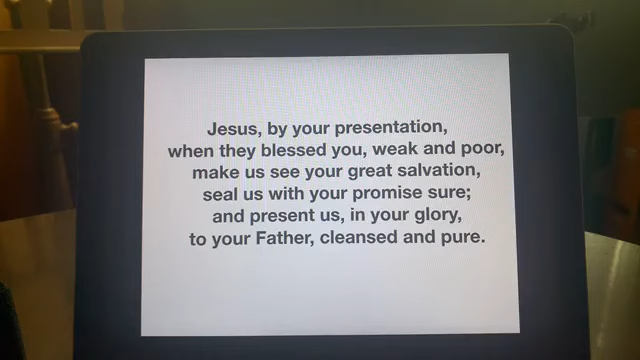 Jesus, by your presentation,
when they blessed you, weak and poor,
make us see your great salvation,
seal us with your promise sure;
and present us, in your glory,
to your Father, cleansed and pure.